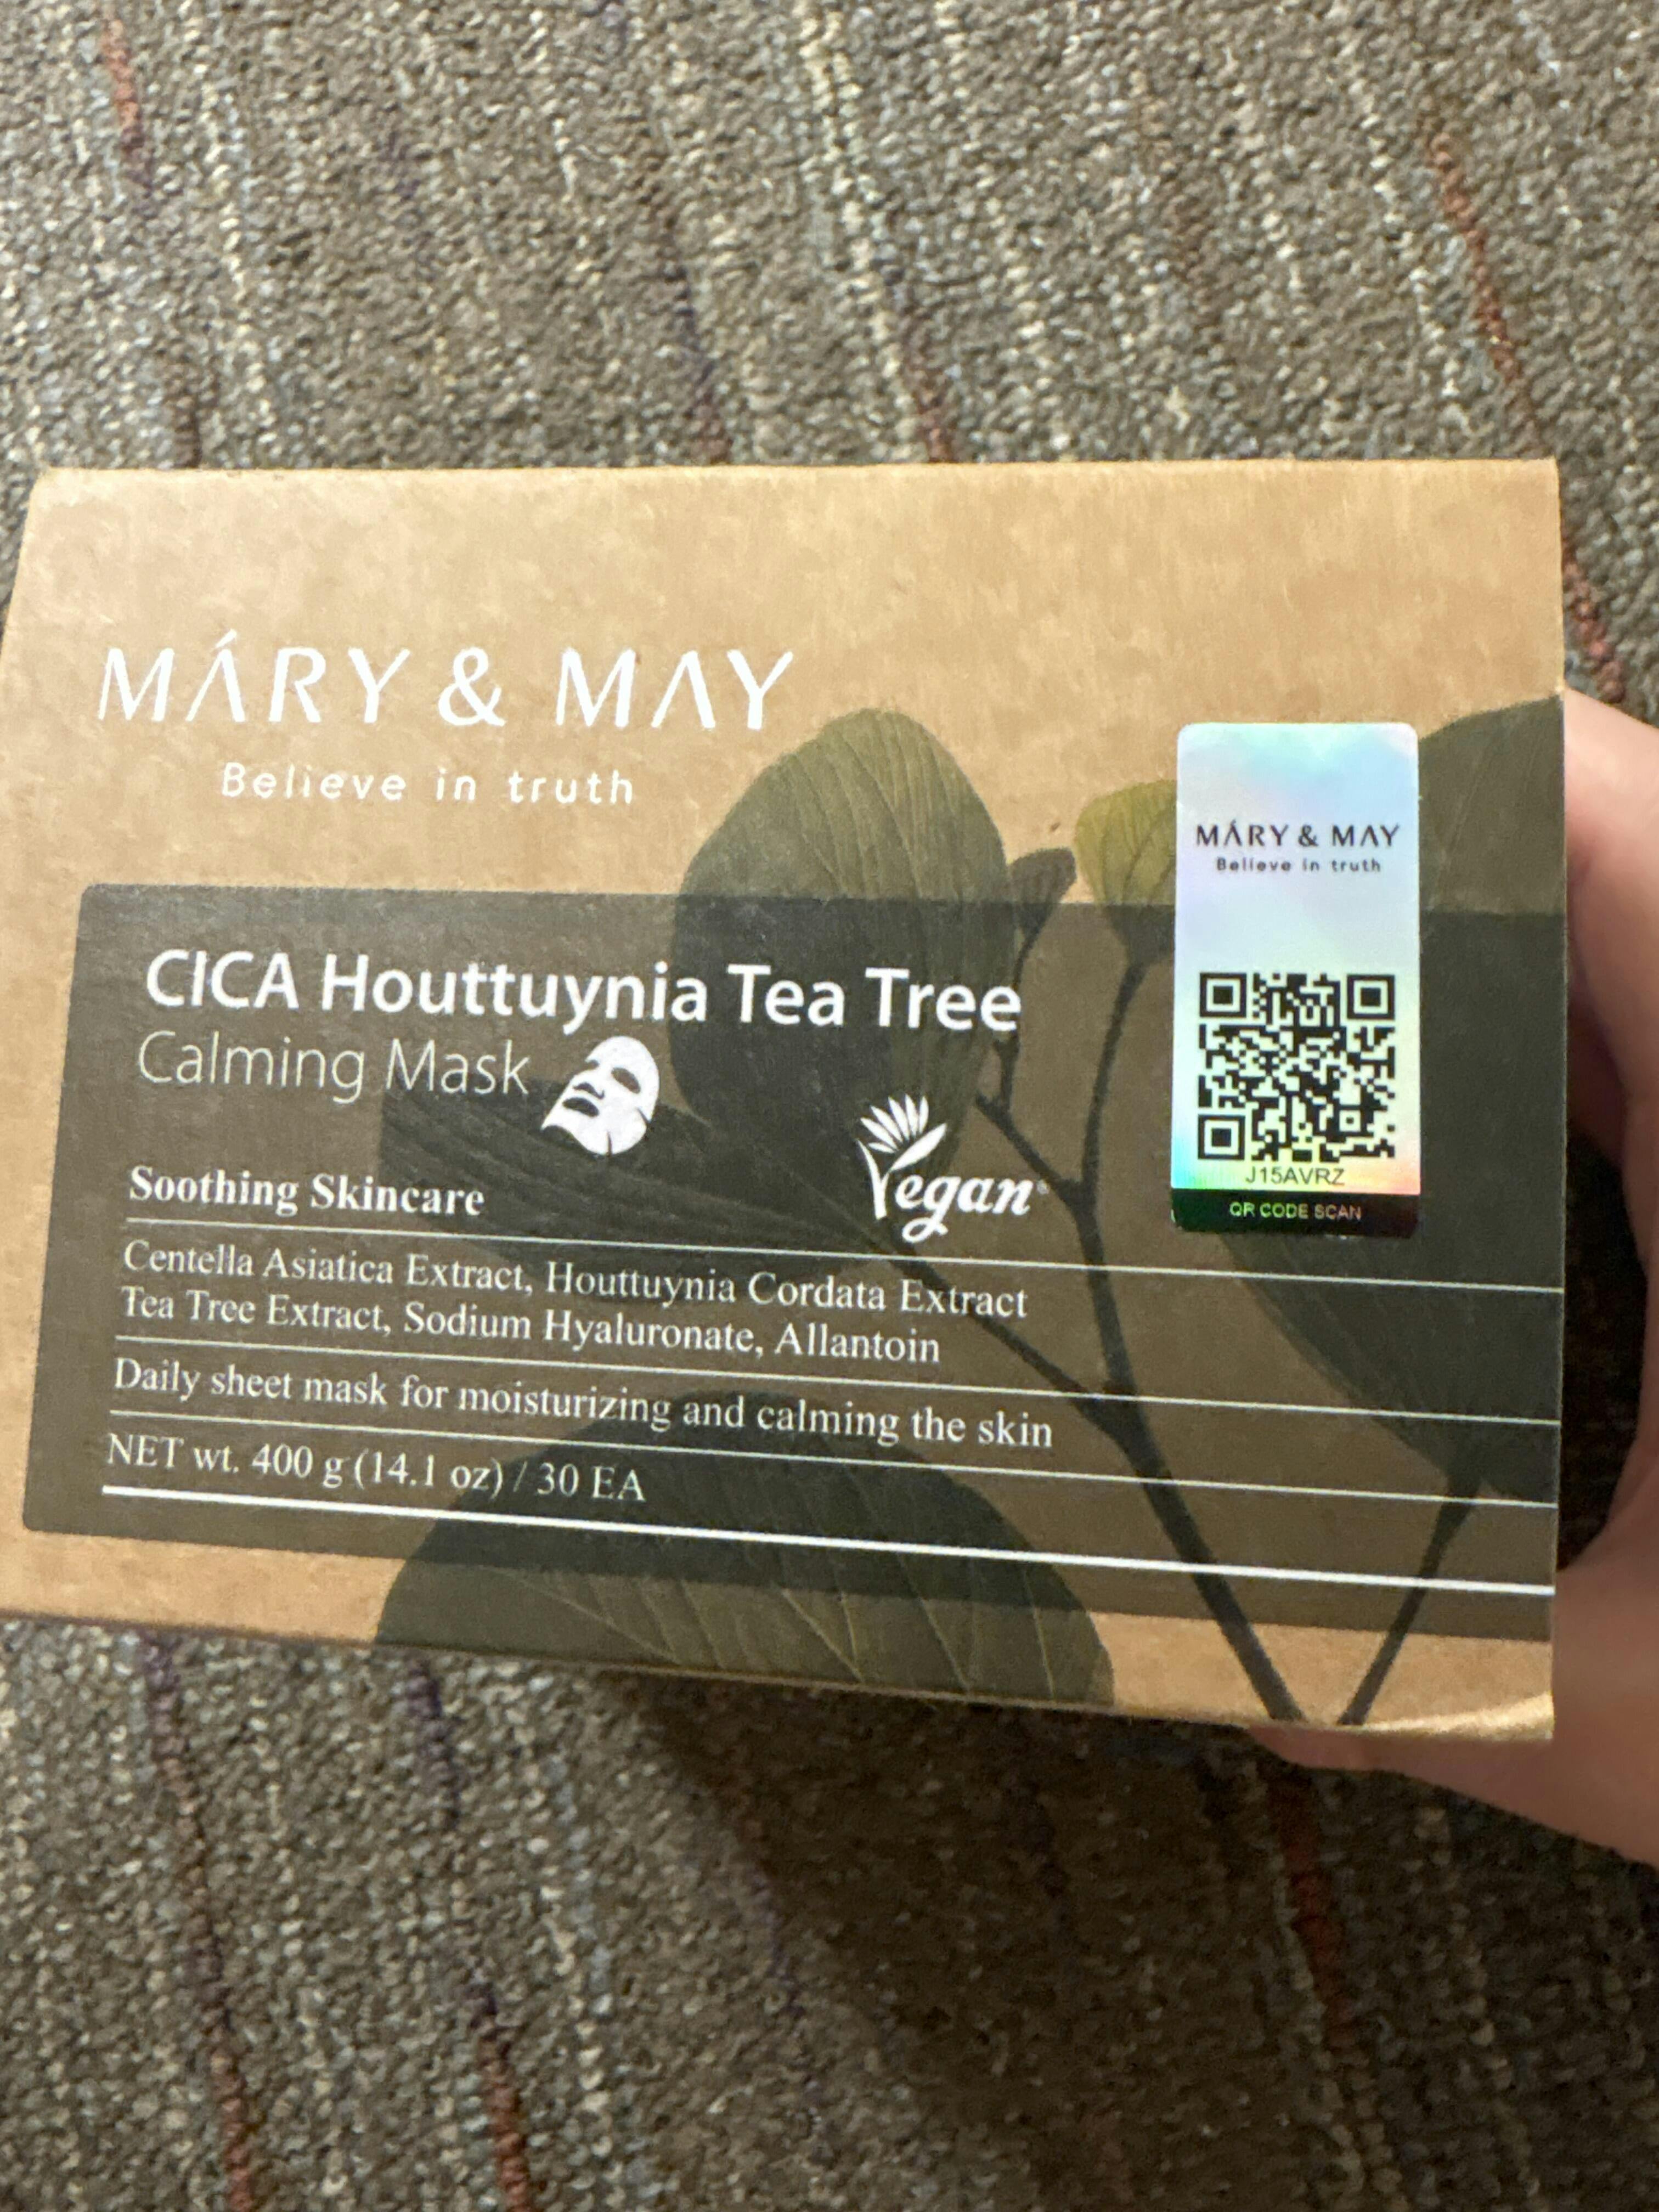 MÁRY & MAY
Believe in truth
MÁRY & MAY
Believe in truth
J15AVRZ
QR CODE SCAN
CICA Houttuynia Tea Tree
Calming Mask
Vegan
Soothing Skincare
Centella Asiatica Extract, Houttuynia Cordata Extract
Tea Tree Extract, Sodium Hyaluronate, Allantoin
Daily sheet mask for moisturizing and calming the skin
NET wt. 400 g (14.1 oz) / 30 EA